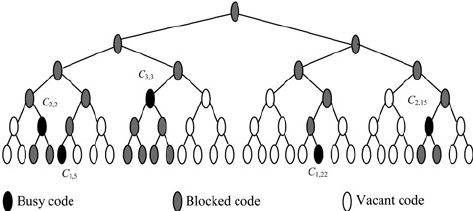 C3,3
C2,2
C2,15
C1,5
C1,22
Busy code
Blocked code
Vacant code